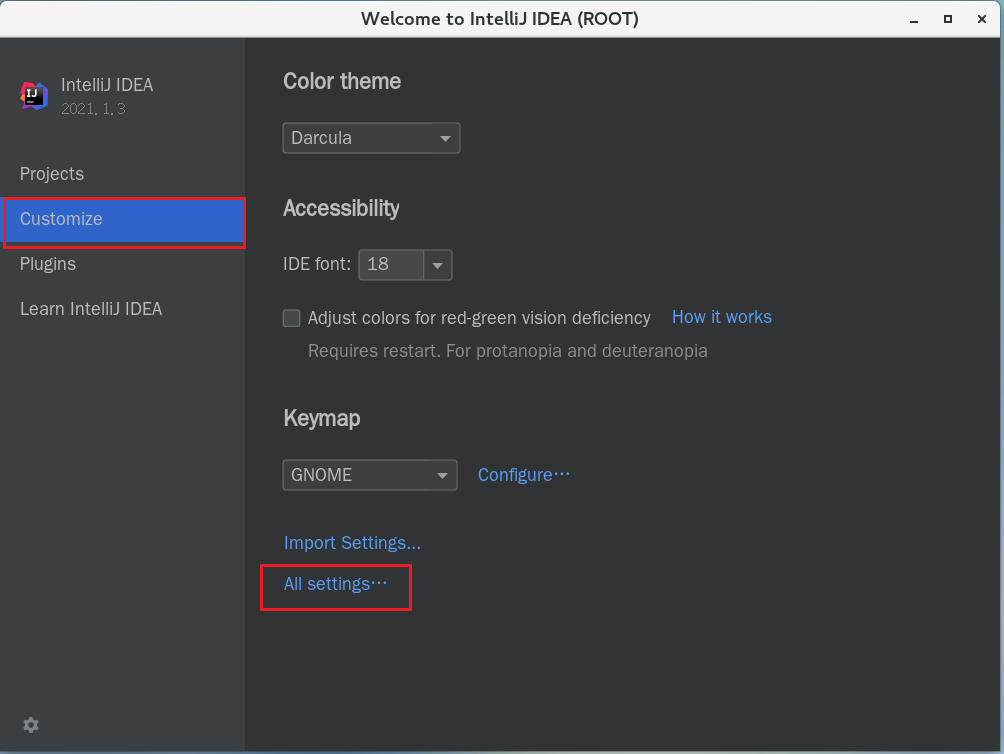 Welcome to IntelliJ IDEA (ROOT)
IntelliJ IDEA
2021.1.3
Projects
Customize
Plugins
Learn IntelliJ IDEA
Color theme
Darcula
Accessibility
IDE font: 18
Adjust colors for red-green vision deficiency How it works
Requires restart. For protanopia and deuteranopia
Keymap
GNOME Configure…
Import Settings...
All settings…